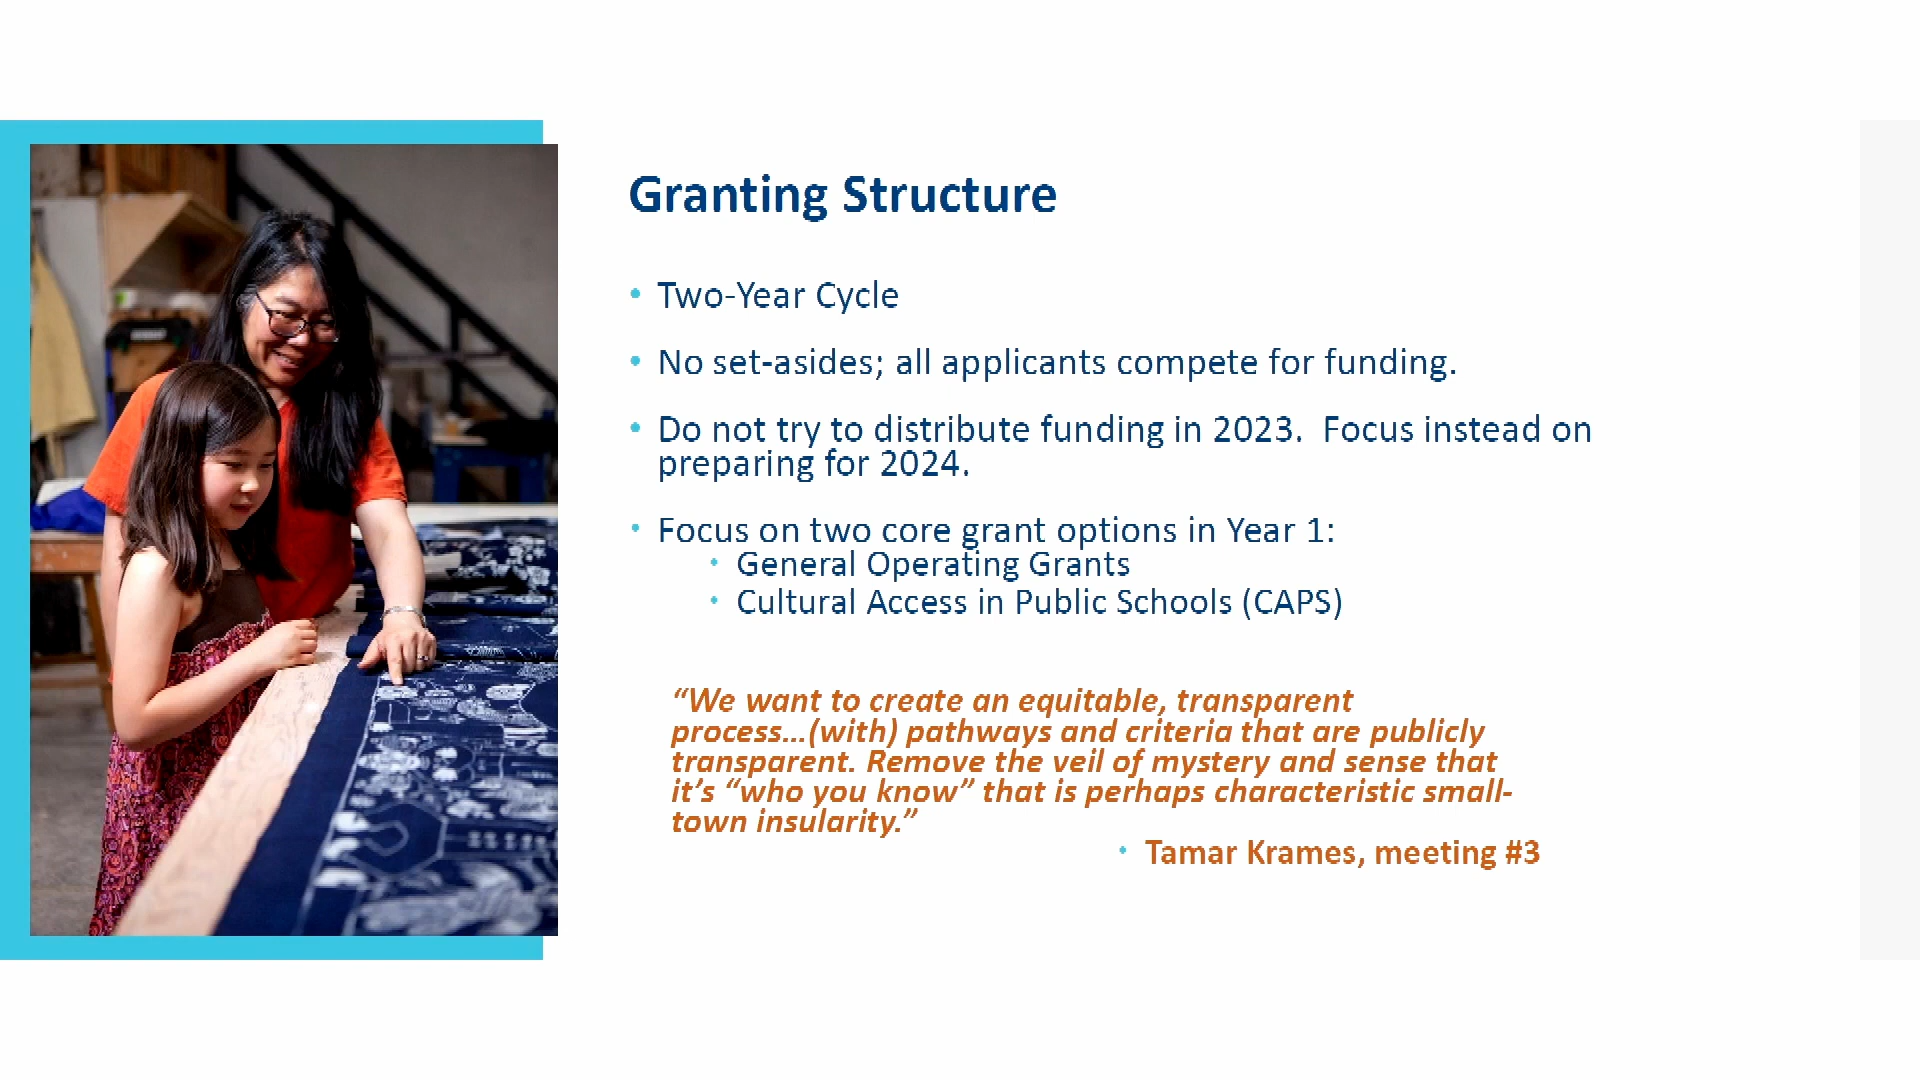 Granting Structure
• Two-Year Cycle
• No set-asides; all applicants compete for funding.
• Do not try to distribute funding in 2023.  Focus instead on
preparing for 2024.
• Focus on two core grant options in Year 1:
• General Operating Grants
• Cultural Access in Public Schools (CAPS)
“We want to create an equitable, transparent
process…(with) pathways and criteria that are publicly
transparent. Remove the veil of mystery and sense that
it’s “who you know” that is perhaps characteristic small-
town insularity.”
• Tamar Krames, meeting #3